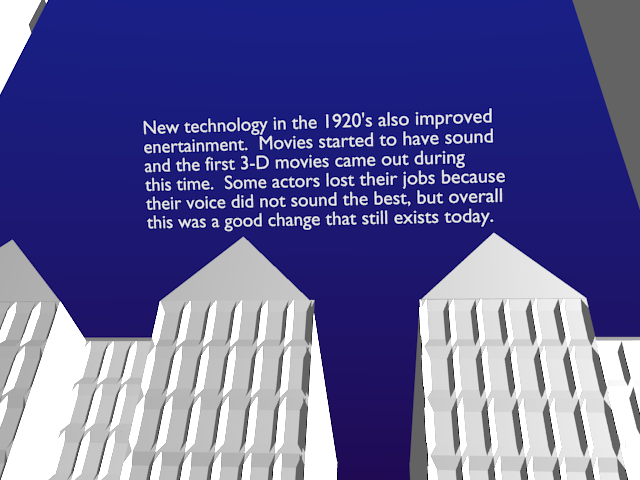 New technology in the 1920's also improved
enertainment.  Movies started to have sound
and the first 3-D movies came out during
this time.  Some actors lost their jobs because
their voice did not sound the best, but overall
this was a good change that still exists today.